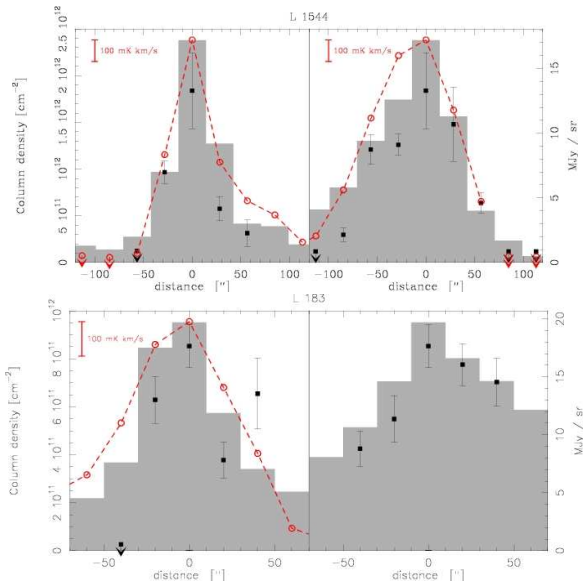 L 1544
100 mK km/s
100 mK km/s
Column density [cm⁻²]
0 5 10¹¹ 10¹² 1.5 10¹² 2 10¹² 2.5 10¹²
0 5 10 15
MJy / sr
-100 -50 0 50 100
-100 -50 0 50 100
distance ["]
distance ["]
L 183
100 mK km/s
Column density [cm⁻²]
0 2 10¹¹ 4 10¹¹ 6 10¹¹ 8 10¹¹ 10¹²
0 5 10 15 20
MJy / sr
-50 0 50
-50 0 50
distance ["]
distance ["]